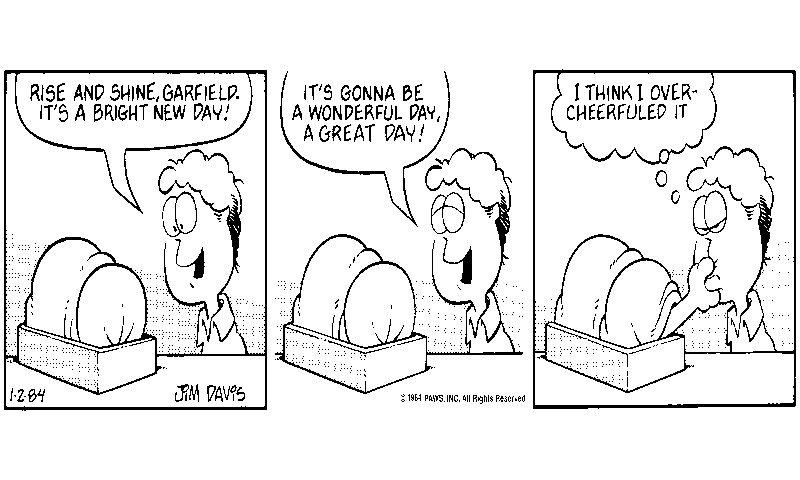 RISE AND SHINE, GARFIELD.
IT'S A BRIGHT NEW DAY!
1-2-84
JIM DAVIS
IT'S GONNA BE
A WONDERFUL DAY,
A GREAT DAY!
© 1984 PAWS, INC. All Rights Reserved
I THINK I OVER-
CHEERFULED IT